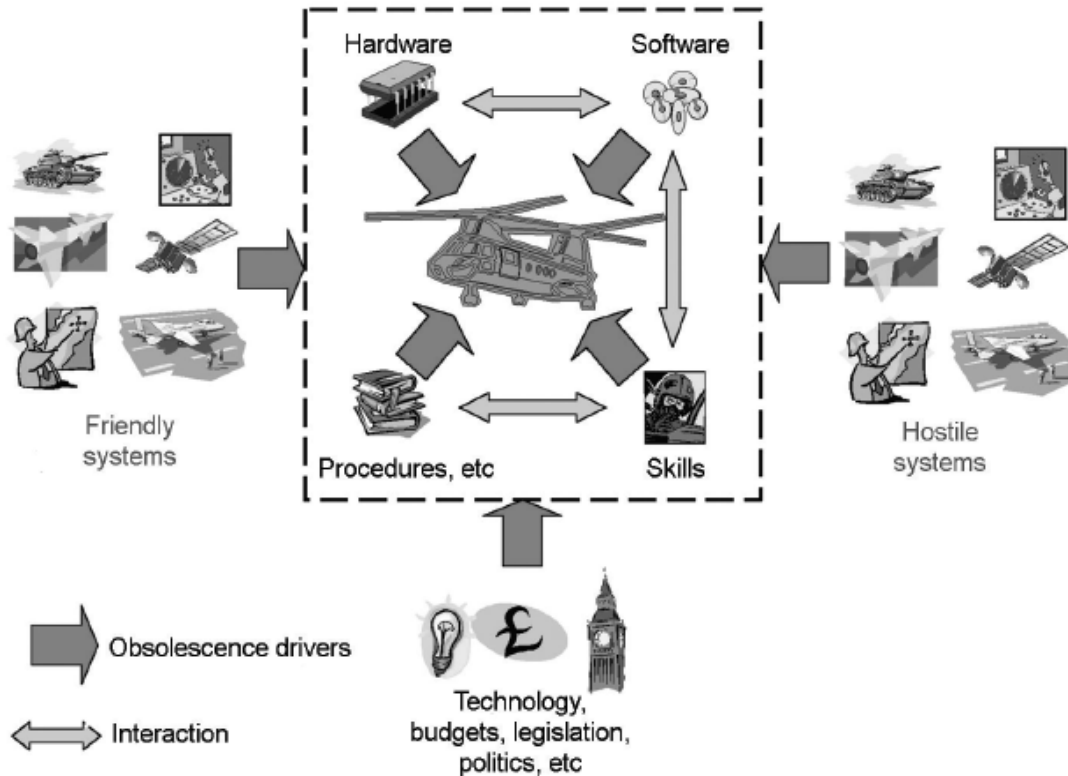 Hardware
Software
Friendly
systems
Hostile
systems
Procedures, etc
Skills
£
Obsolescence drivers
Technology,
budgets, legislation,
politics, etc
Interaction